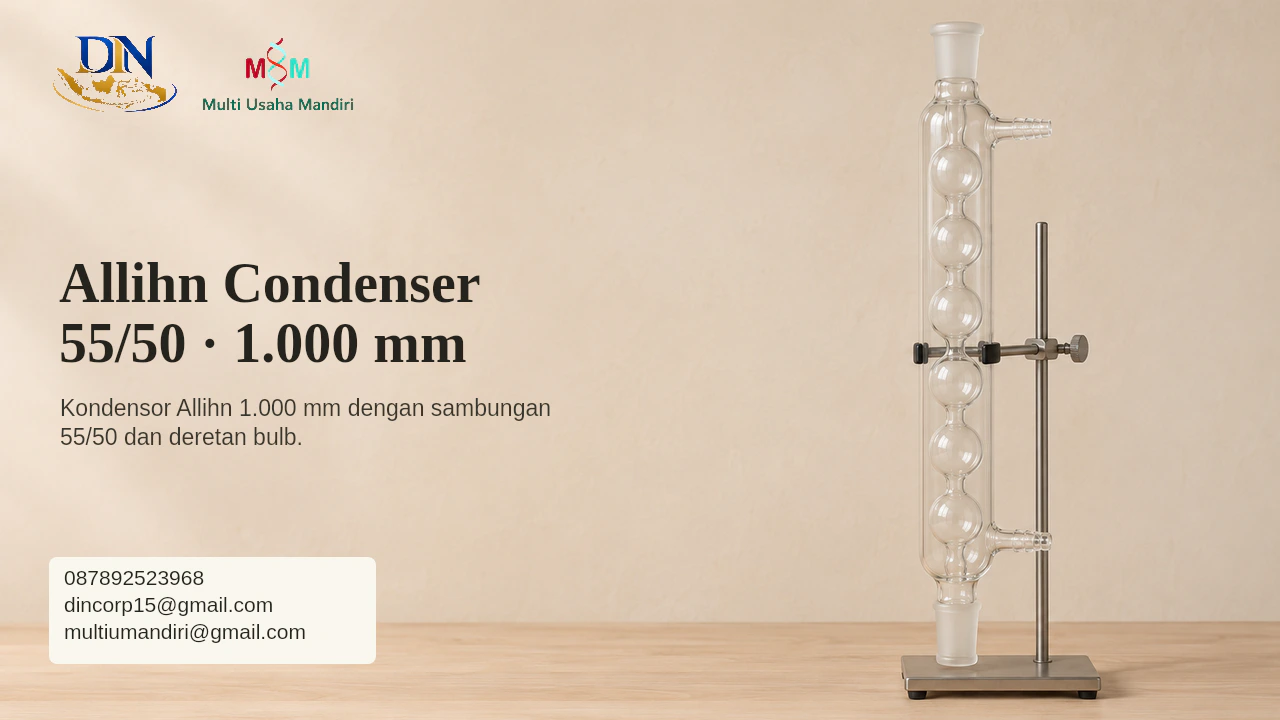 DIN
MSM
Multi Usaha Mandiri
Allihn Condenser
55/50 · 1.000 mm
Kondensor Allihn 1.000 mm dengan sambungan
55/50 dan deretan bulb.
087892523968
dincorp15@gmail.com
multiumandiri@gmail.com